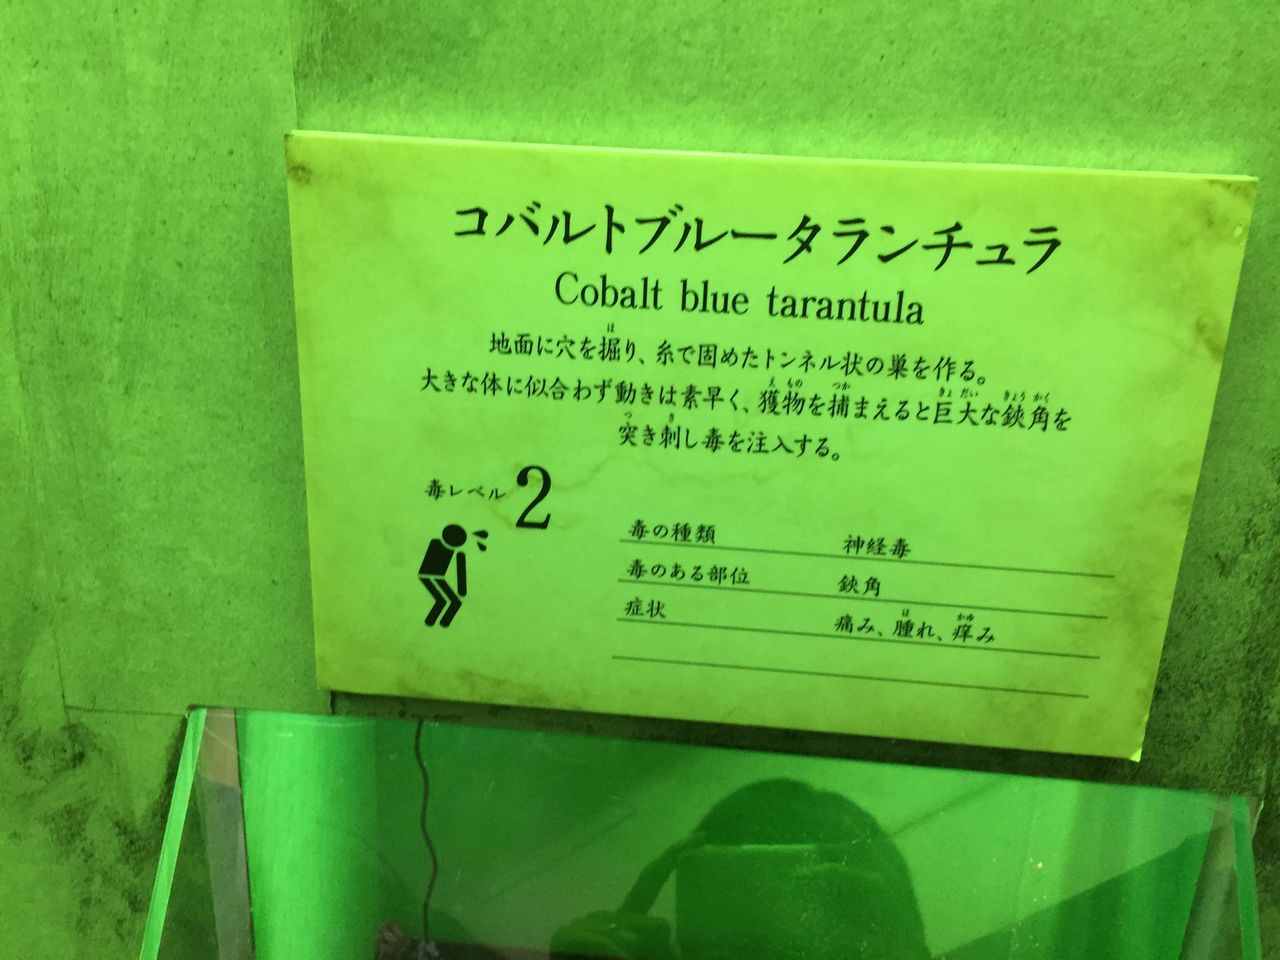 コバルトブルータランチュラ
Cobalt blue tarantula
地面に穴を掘り、糸で固めたトンネル状の巣を作る。
大きな体に似合わず動きは素早く、獲物を捕まえると巨大な鋏角を
突き刺し毒を注入する。
毒レベル 2
毒の種類 神経毒
毒のある部位 鋏角
症状 痛み、腫れ、痒み